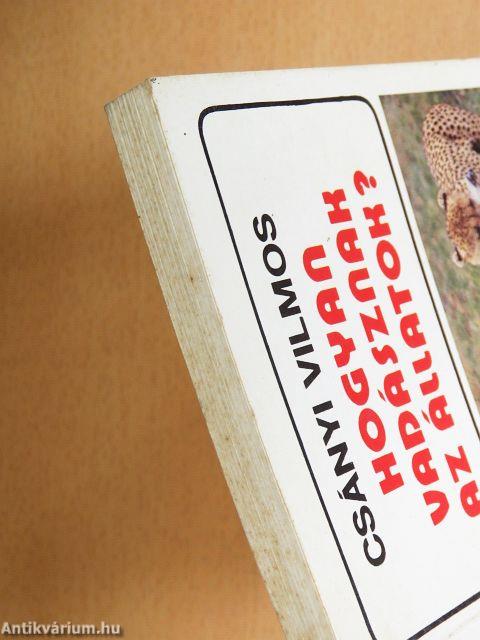 CSÁNYI VILMOS
HOGYAN
VADÁSZNAK
AZ ÁLLATOK?
Antikvárium.hu